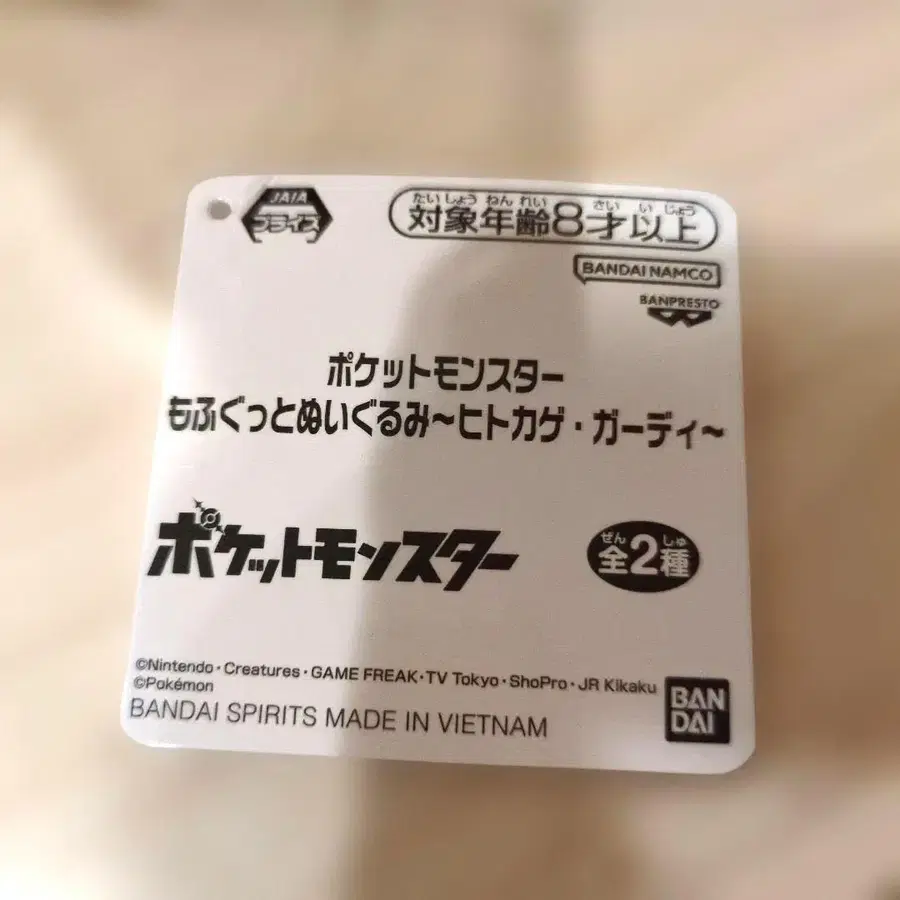 JAIA
プライズ
たいしょうねんれい さい い じょう
対象年齢8才以上
BANDAI NAMCO
BANPRESTO
ポケットモンスター
もふぐっとぬいぐるみ～ヒトカゲ・ガーディ～
ポケットモンスター
ぜん しゅ
全2種
©Nintendo・Creatures・GAME FREAK・TV Tokyo・ShoPro・JR Kikaku
©Pokémon
BANDAI SPIRITS MADE IN VIETNAM
BAN
DAI